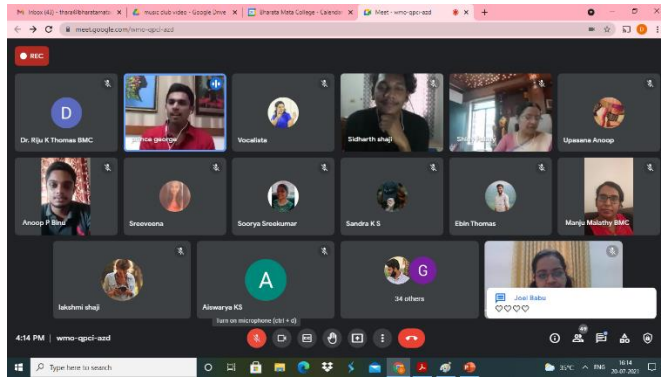 Inbox (42) - thara@bharatamata
music club video - Google Drive
Bharata Mata College - Calendar
Meet - wmo-qpci-azd
meet.google.com/wmo-qpci-azd
REC
D
Dr. Riju K Thomas BMC
prince george
Vocaliste
Sidharth shaji
Upasana Anoop
Anoop P Binu
Sreeveena
Soorya Sreekumar
Sandra K S
Ebin Thomas
Manju Malathy BMC
lakshmi shaji
A
Aiswarya KS
G
34 others
Joel Babu
♡♡♡♡
Turn on microphone (ctrl + d)
4:14 PM | wmo-qpci-azd
49
Type here to search
35°C
ENG
16:14
20-07-2021